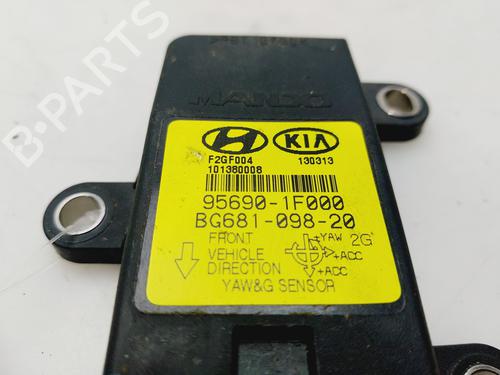 MANDO
KIA
F2GF004 130313
101360008
95690-1F000
BG681-098-20
FRONT
VEHICLE
DIRECTION
+YAW 2G
+ACC
+ACC
YAW&G SENSOR
B-PARTS